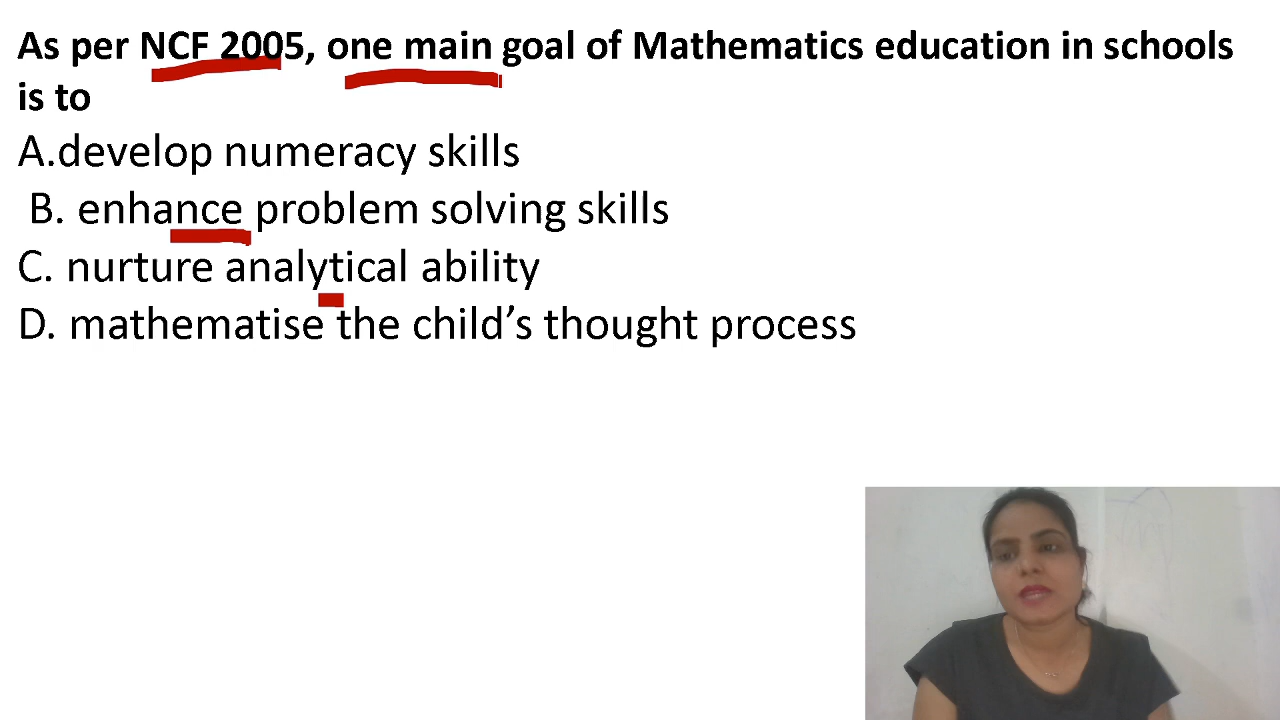 As per NCF 2005, one main goal of Mathematics education in schools
is to
A.develop numeracy skills
B. enhance problem solving skills
C. nurture analytical ability
D. mathematise the child’s thought process